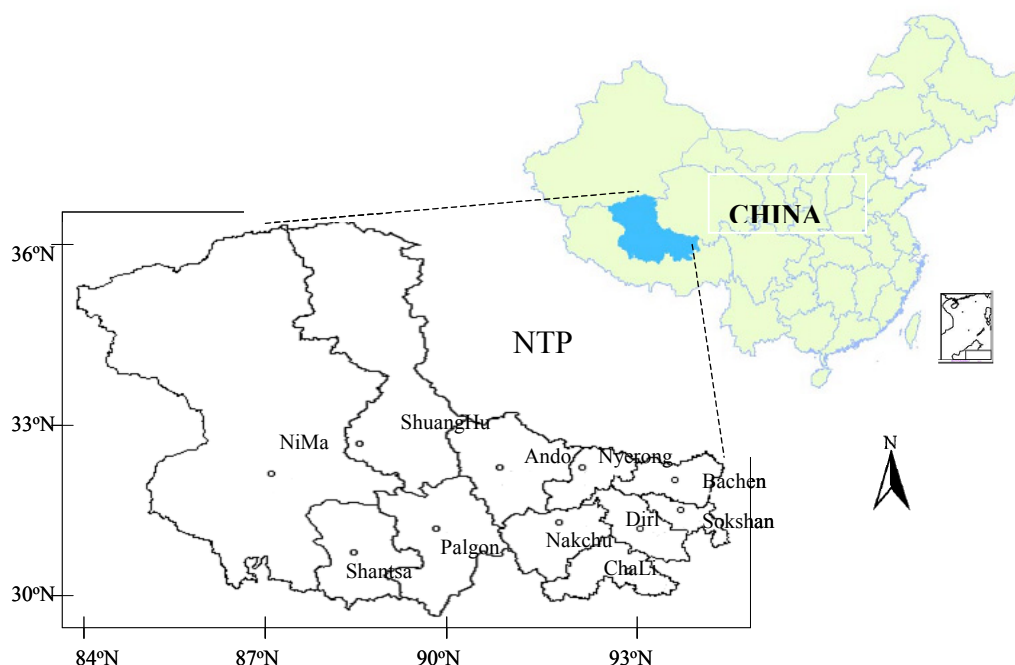 CHINA
36ºN
NTP
33ºN
ShuangHu
NiMa
Ando
Nyerong
N
Bachen
Dirl
Sokshan
Nakchu
Palgon
Shantsa
ChaLi
30ºN
84ºN
87ºN
90ºN
93ºN